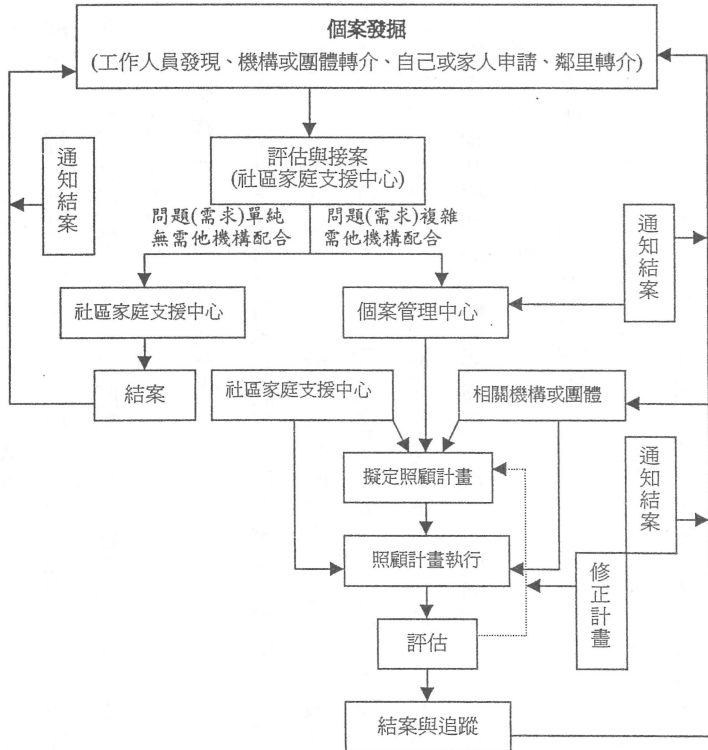 個案發掘
(工作人員發現、機構或團體轉介、自己或家人申請、鄰里轉介)
通知結案
評估與接案
(社區家庭支援中心)
問題(需求)單純
無需他機構配合
問題(需求)複雜
需他機構配合
通知結案
社區家庭支援中心
個案管理中心
結案
社區家庭支援中心
相關機構或團體
擬定照顧計畫
通知結案
照顧計畫執行
修正計畫
評估
結案與追蹤